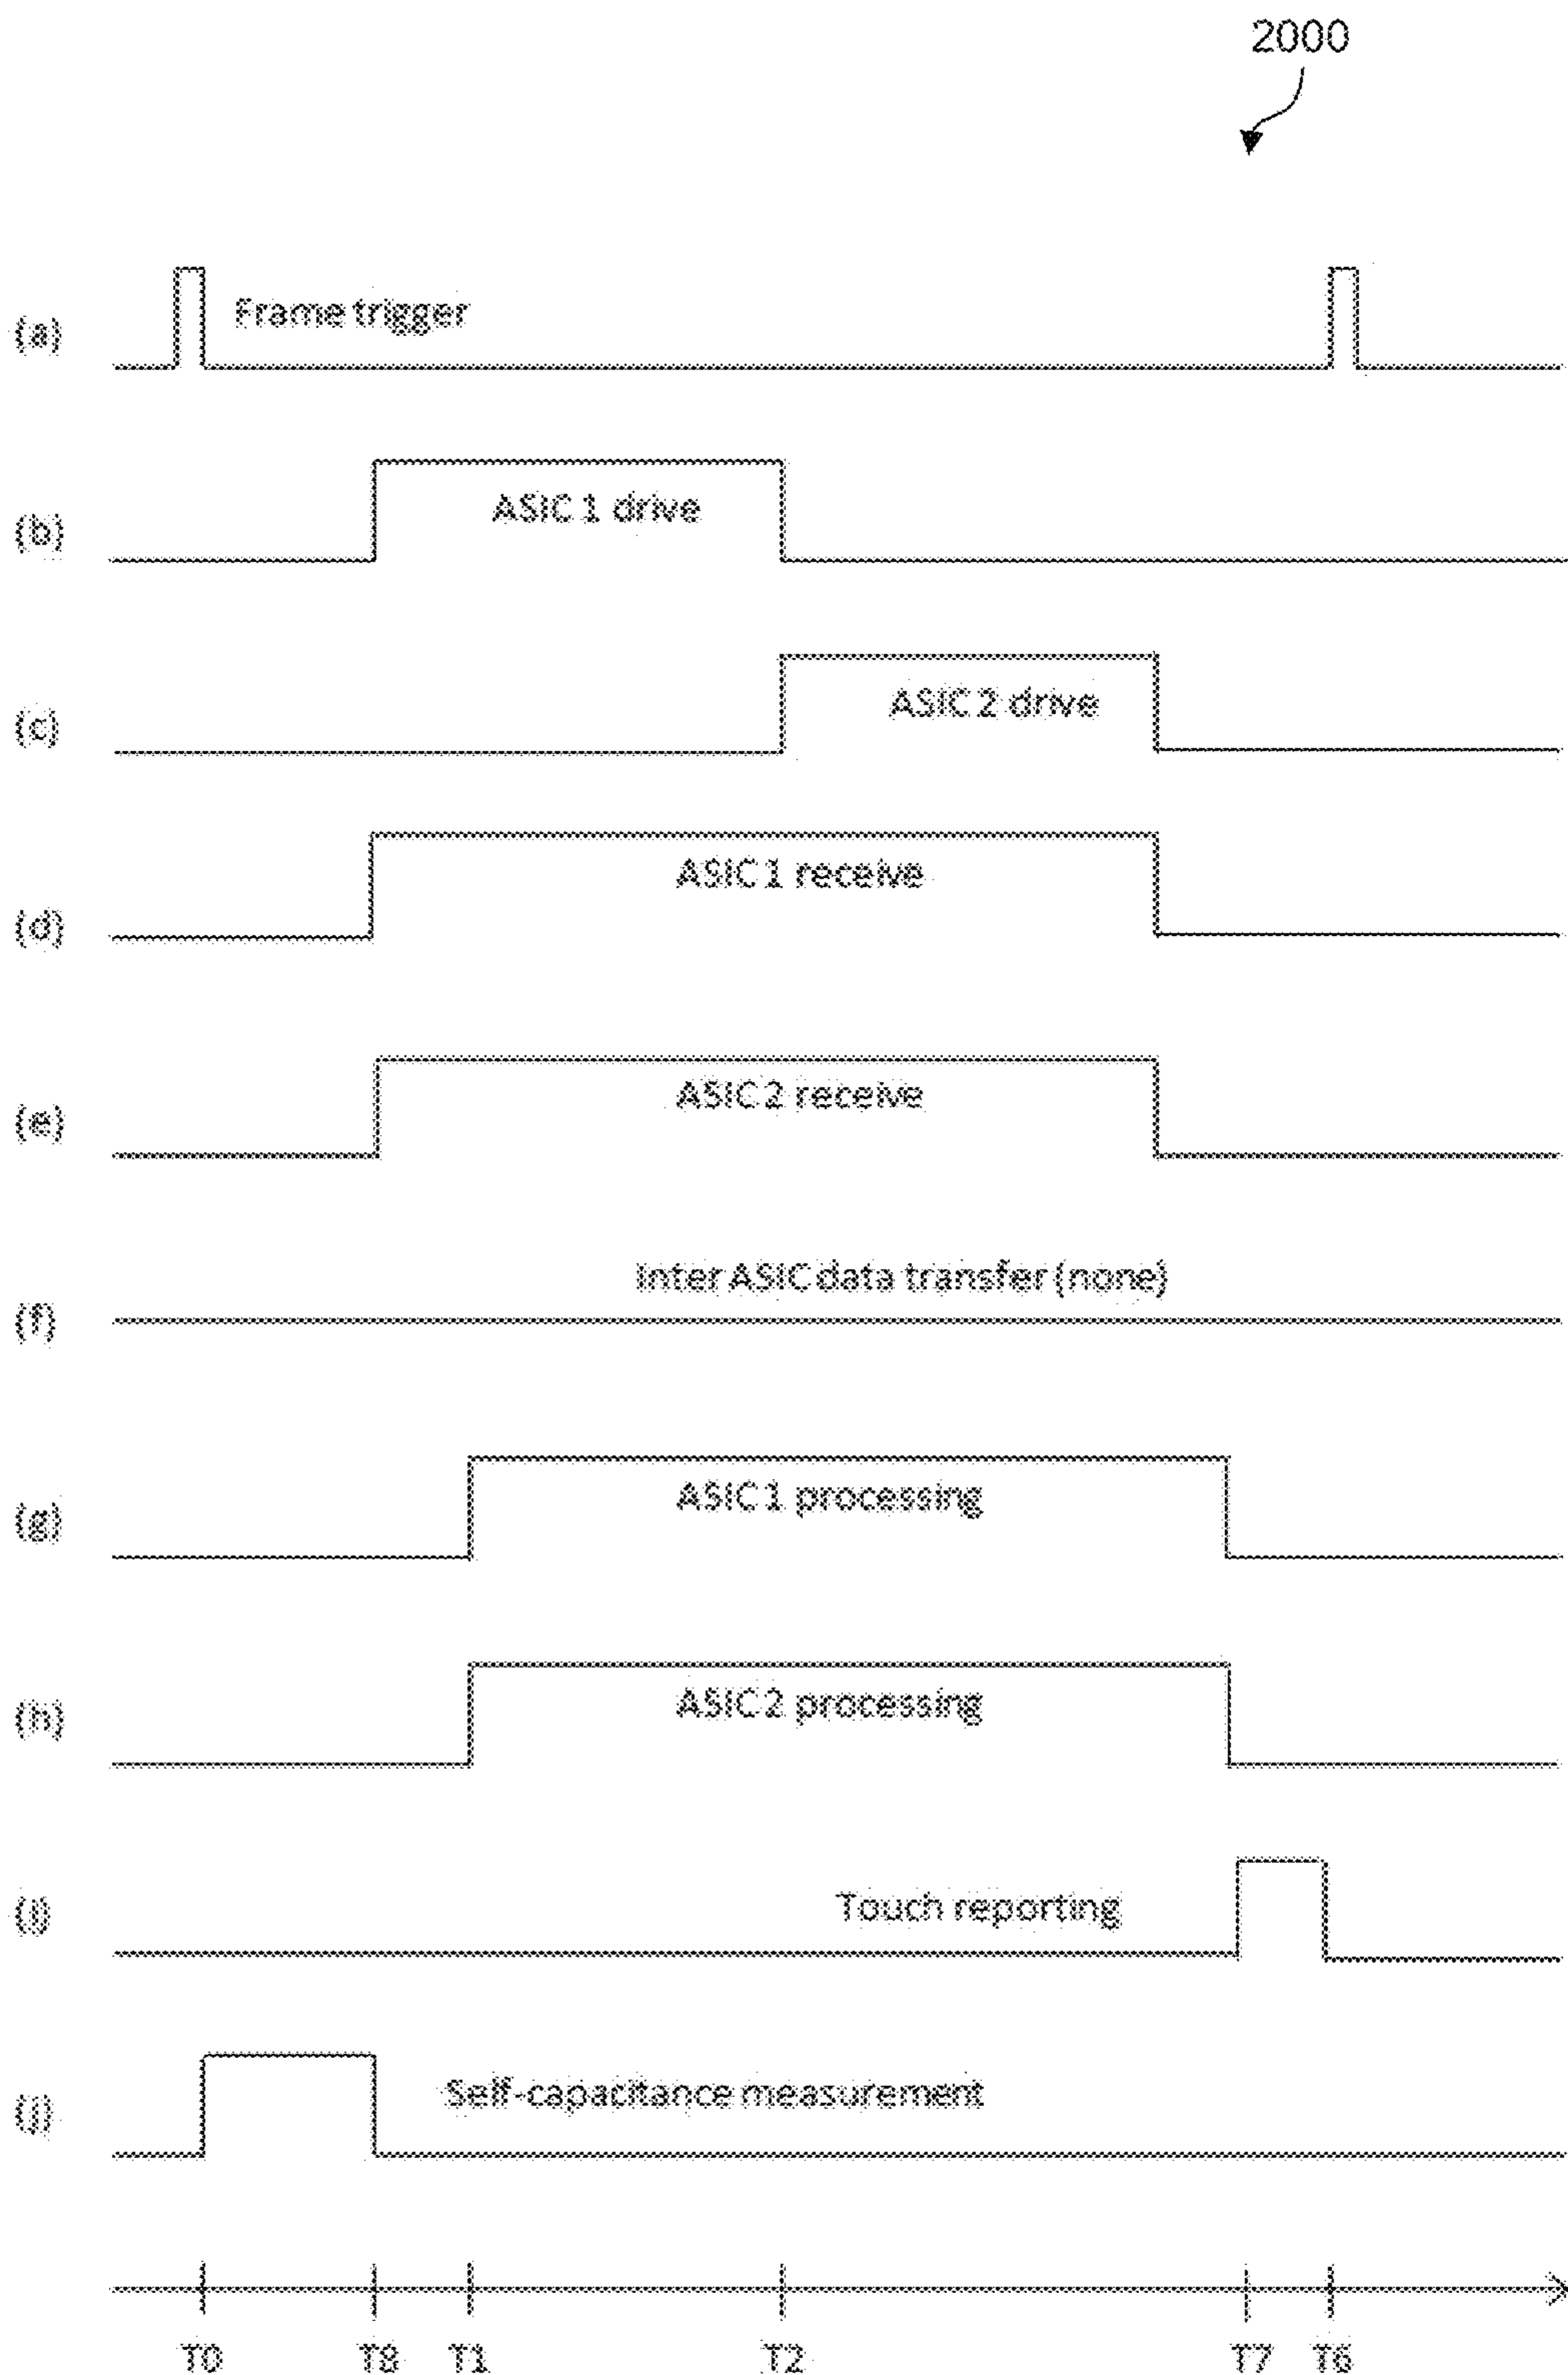 2000
(a) Frame trigger
(b) ASIC 1 drive
(c) ASIC 2 drive
(d) ASIC 1 receive
(e) ASIC 2 receive
(f) Inter ASIC data transfer (none)
(g) ASIC 1 processing
(h) ASIC 2 processing
(i) Touch reporting
(j) Self-capacitance measurement
T0 T8 T1 T2 T7 T6